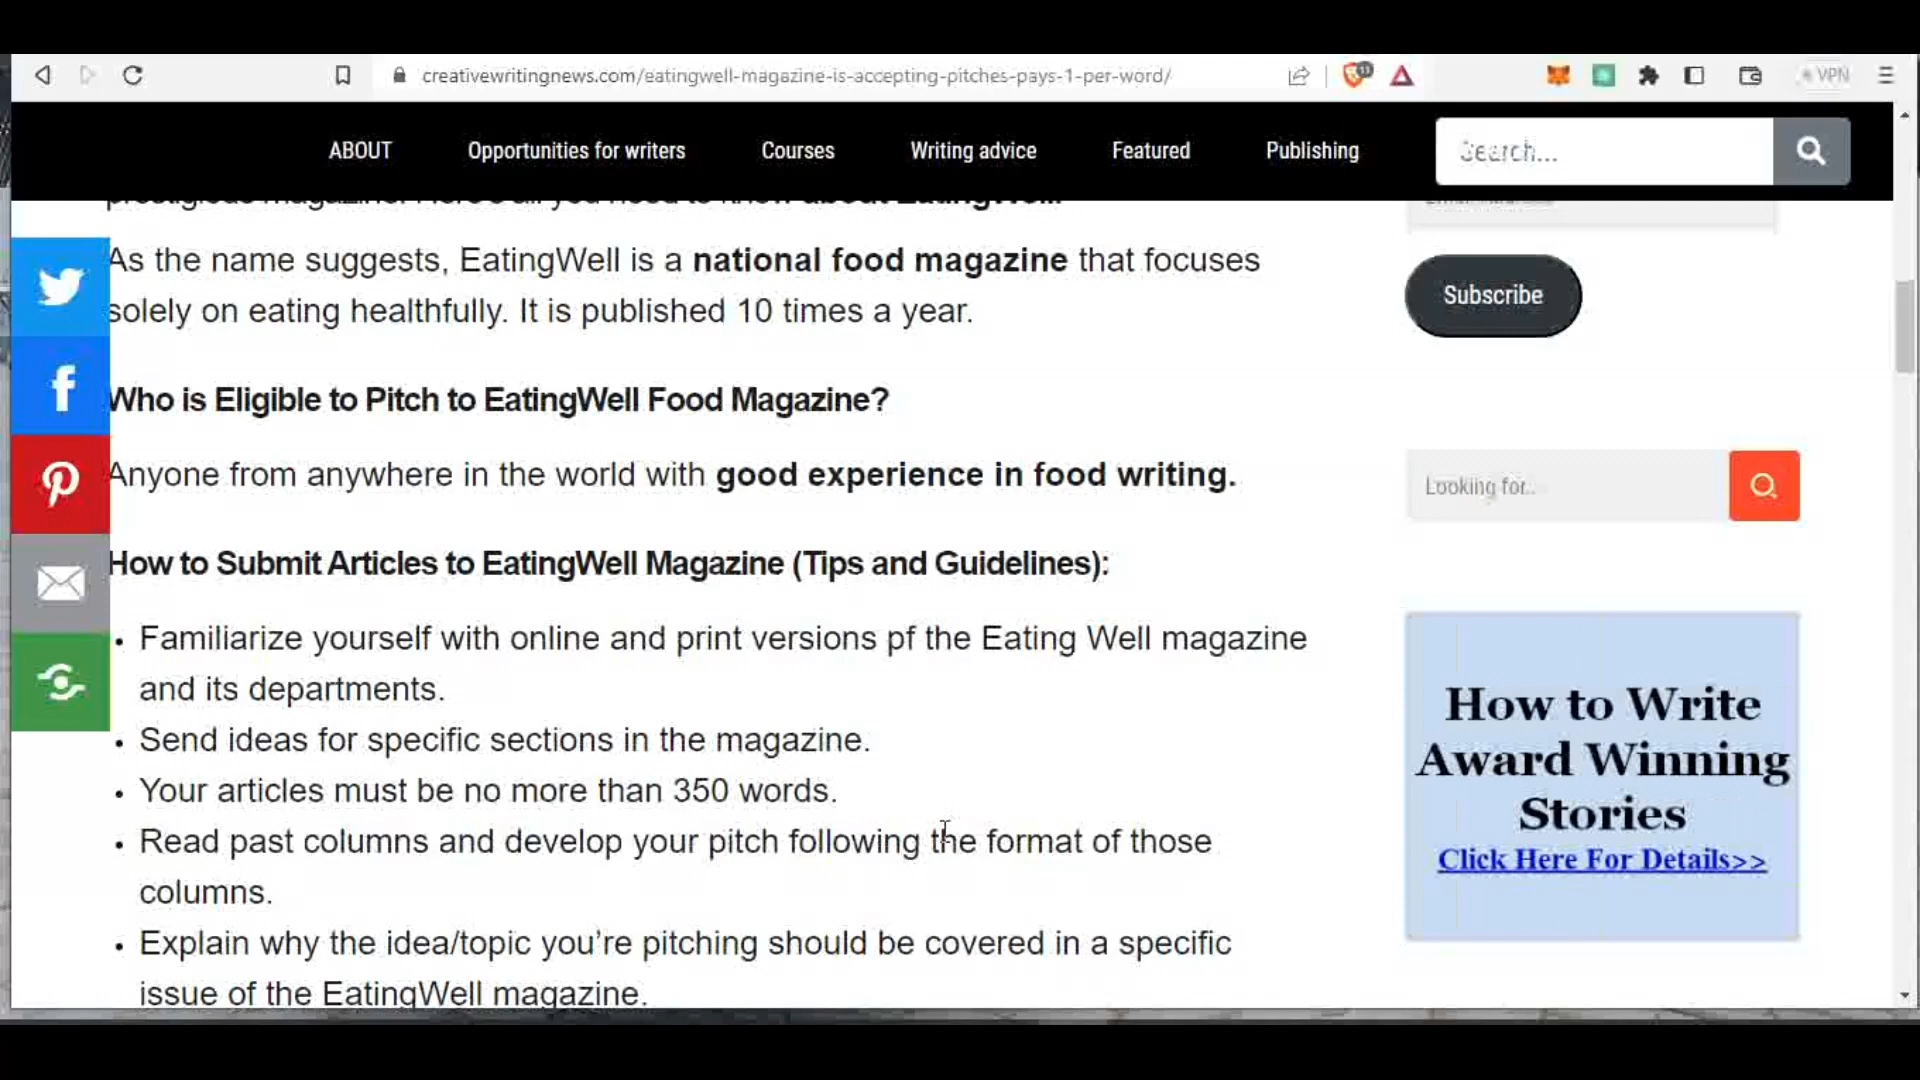 creativewritingnews.com/eatingwell-magazine-is-accepting-pitches-pays-1-per-word/
VPN
ABOUT
Opportunities for writers
Courses
Writing advice
Featured
Publishing
Search...
As the name suggests, EatingWell is a national food magazine that focuses
solely on eating healthfully. It is published 10 times a year.
Subscribe
Who is Eligible to Pitch to EatingWell Food Magazine?
Anyone from anywhere in the world with good experience in food writing.
Looking for..
How to Submit Articles to EatingWell Magazine (Tips and Guidelines):
Familiarize yourself with online and print versions pf the Eating Well magazine
and its departments.
Send ideas for specific sections in the magazine.
Your articles must be no more than 350 words.
Read past columns and develop your pitch following the format of those
columns.
Explain why the idea/topic you're pitching should be covered in a specific
issue of the EatingWell magazine.
How to Write
Award Winning
Stories
Click Here For Details>>